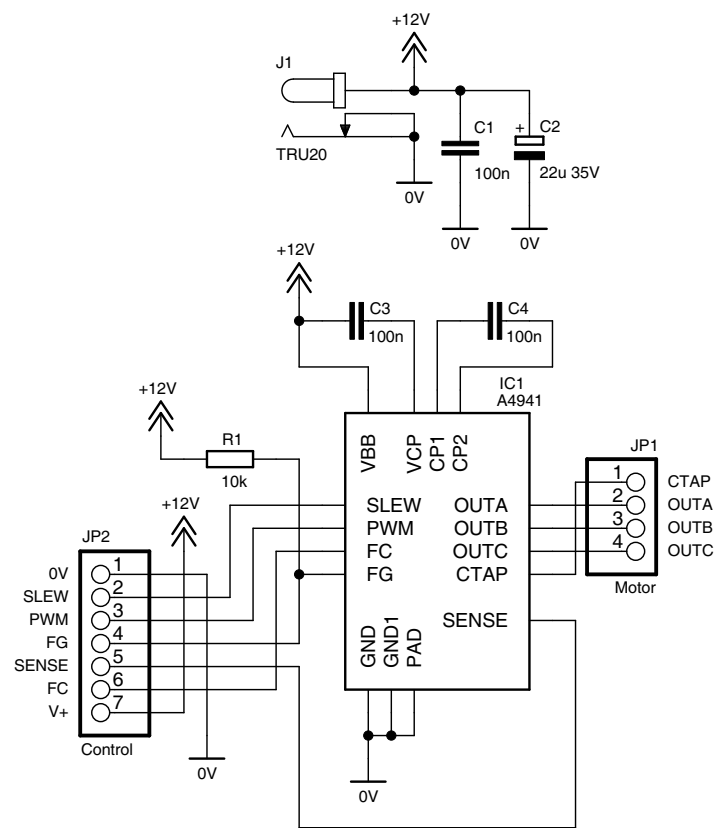 +12V
J1
TRU20
0V
C1
100n
0V
+ C2
22u 35V
0V
+12V
C3
100n
C4
100n
IC1
A4941
+12V
R1
10k
+12V
VBB
VCP
CP1
CP2
SLEW
PWM
FC
FG
OUTA
OUTB
OUTC
CTAP
SENSE
GND
GND1
PAD
0V
JP1
1 CTAP
2 OUTA
3 OUTB
4 OUTC
Motor
JP2
0V 1
SLEW 2
PWM 3
FG 4
SENSE 5
FC 6
V+ 7
Control
0V